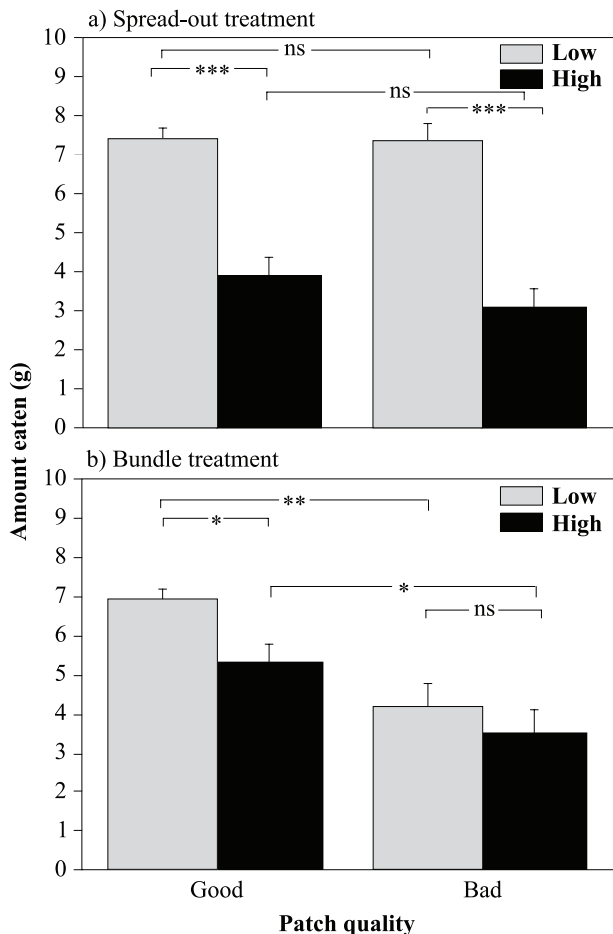 a) Spread-out treatment
10
9
8
7
6
5
4
3
2
1
0
ns
***
ns
***
Low
High
Amount eaten (g)
b) Bundle treatment
10
9
8
7
6
5
4
3
2
1
0
**
*
*
ns
Low
High
Good Bad
Patch quality